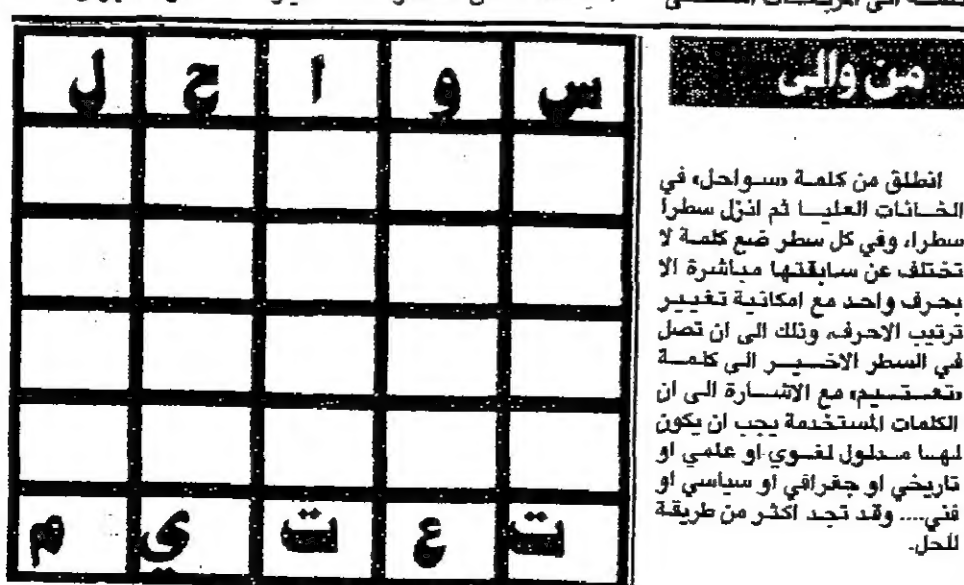 من والى
انطلق من كلمة «سواحل» في
الخانات العليا ثم انزل سطرا
سطرا، وفي كل سطر ضع كلمة لا
تختلف عن سابقتها مباشرة الا
بحرف واحد مع امكانية تغيير
ترتيب الاحرف، وذلك الى ان تصل
في السطر الاخير الى كلمة
«تعتيم» مع الاشارة الى ان
الكلمات المستخدمة يجب ان يكون
لها مدلول لغوي او علمي او
تاريخي او جغرافي او سياسي او
فني.... وقد تجد اكثر من طريقة
للحل.
س و ا ح ل
ت ع ت ي م